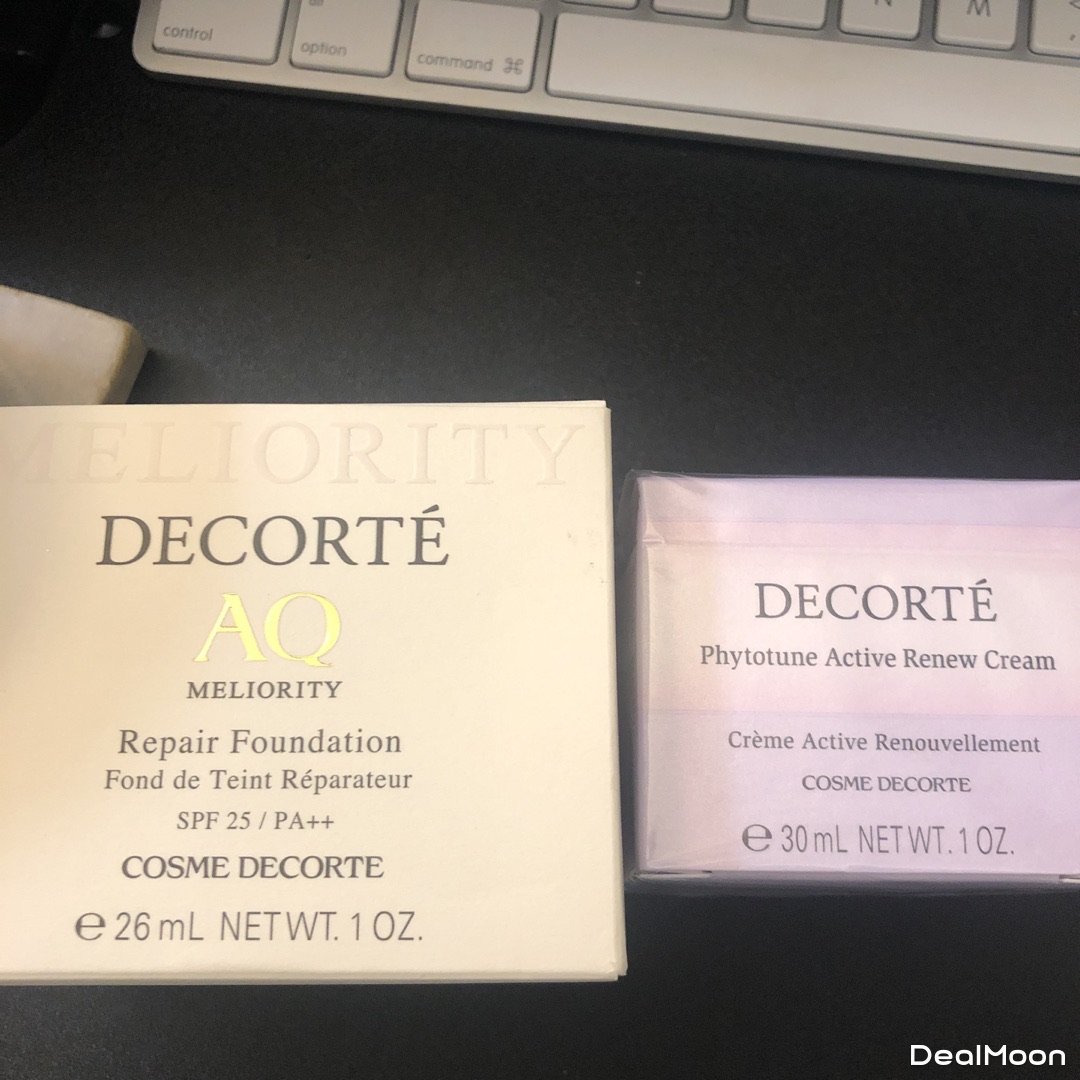 control
alt
option
command ⌘
N
M
<
,
MELIORITY
DECORTÉ
AQ
MELIORITY
Repair Foundation
Fond de Teint Réparateur
SPF 25 / PA++
COSME DECORTE
℮ 26 mL NET WT. 1 OZ.
DECORTÉ
Phytotune Active Renew Cream
Crème Active Renouvellement
COSME DECORTE
℮ 30 mL NET WT. 1 OZ.
DealMoon